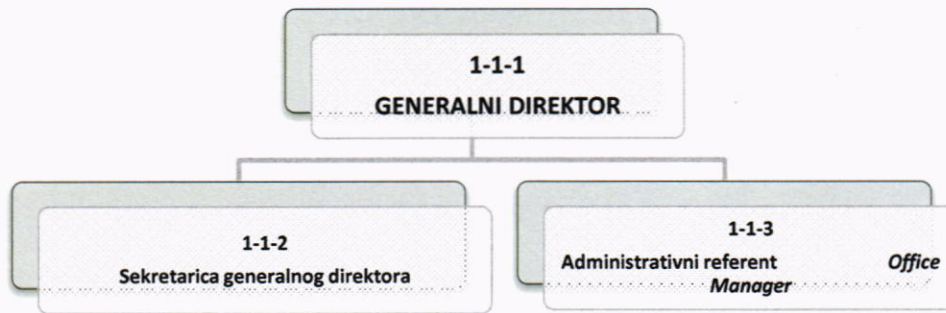 1-1-1
GENERALNI DIREKTOR
1-1-2
Sekretarica generalnog direktora
1-1-3
Administrativni referent Office
Manager